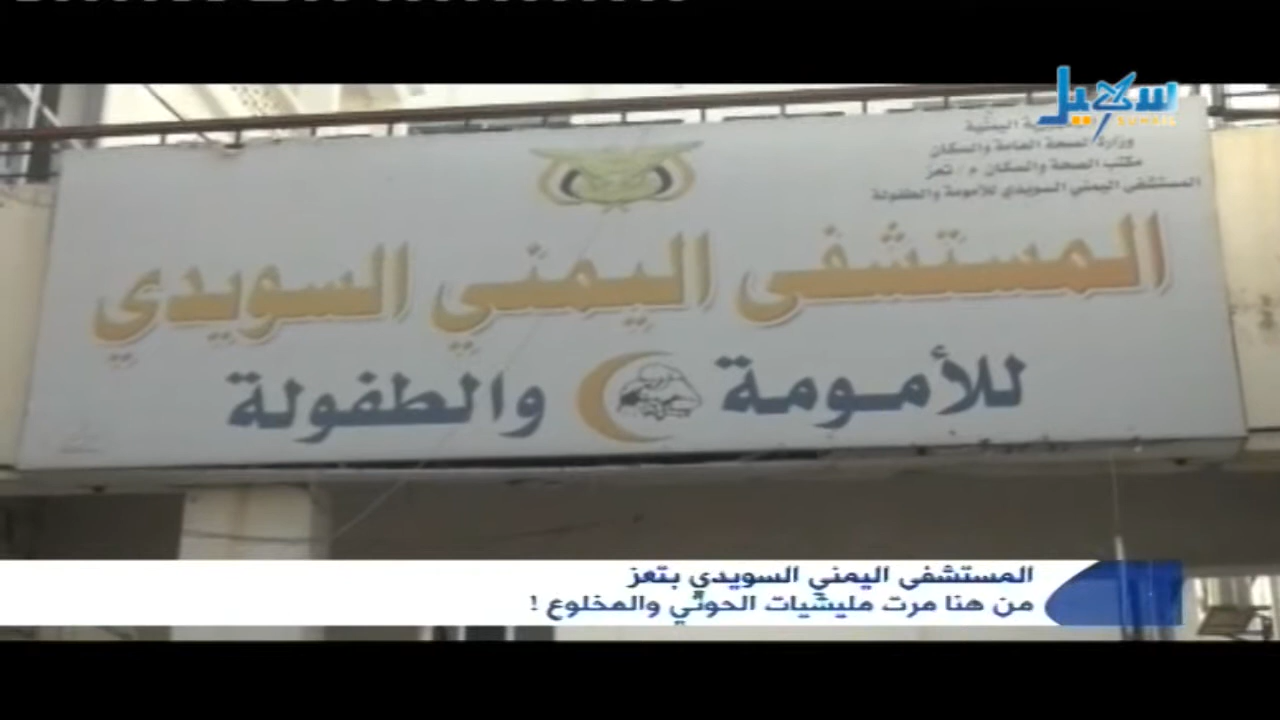 سهيل
SUHAIL
اليمنية
وزارة الصحة العامة والسكان
مكتب الصحة والسكان م/تعز
المستشفى اليمني السويدي للأمومة والطفولة
المستشفى اليمني السويدي
للأمومة والطفولة
المستشفى اليمني السويدي بتعز
من هنا مرت مليشيات الحوثي والمخلوع !